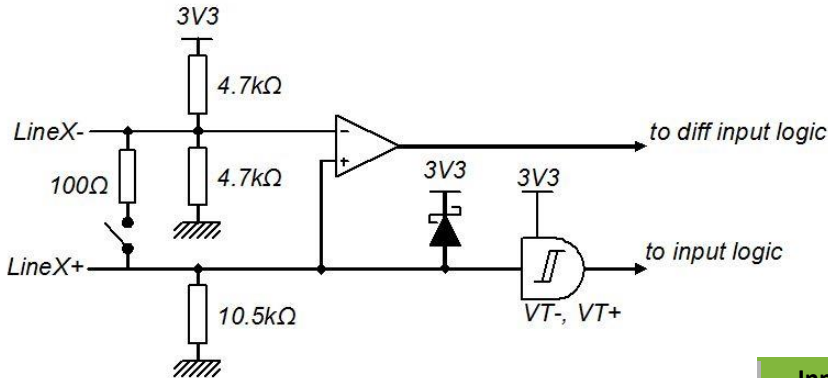 3V3
4.7kΩ
LineX-
to diff input logic
100Ω
4.7kΩ
3V3
3V3
LineX+
to input logic
10.5kΩ
VT-, VT+